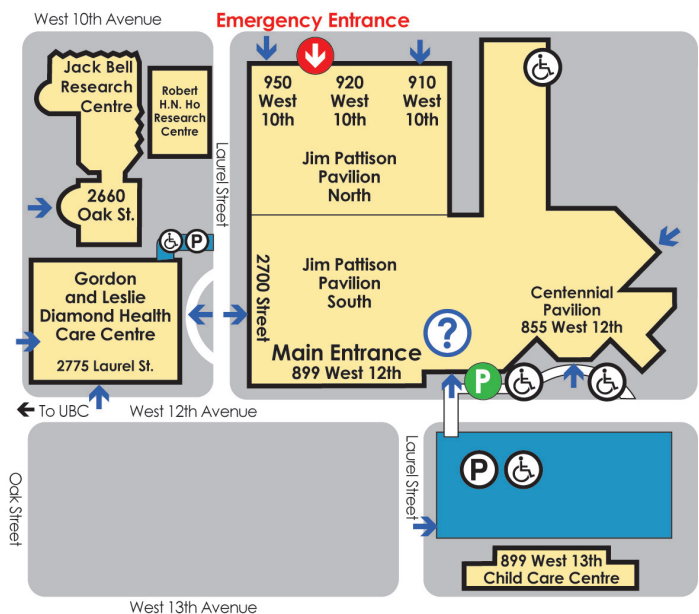 West 10th Avenue
Emergency Entrance
Jack Bell
Research
Centre
Robert
H.N. Ho
Research
Centre
950
West
10th
920
West
10th
910
West
10th
Jim Pattison
Pavilion
North
Laurel Street
2660
Oak St.
P
Gordon
and Leslie
Diamond Health
Care Centre
2775 Laurel St.
2700 Street
Jim Pattison
Pavilion
South
Centennial
Pavilion
855 West 12th
?
Main Entrance
899 West 12th
P
To UBC
West 12th Avenue
Oak Street
Laurel Street
P
899 West 13th
Child Care Centre
West 13th Avenue